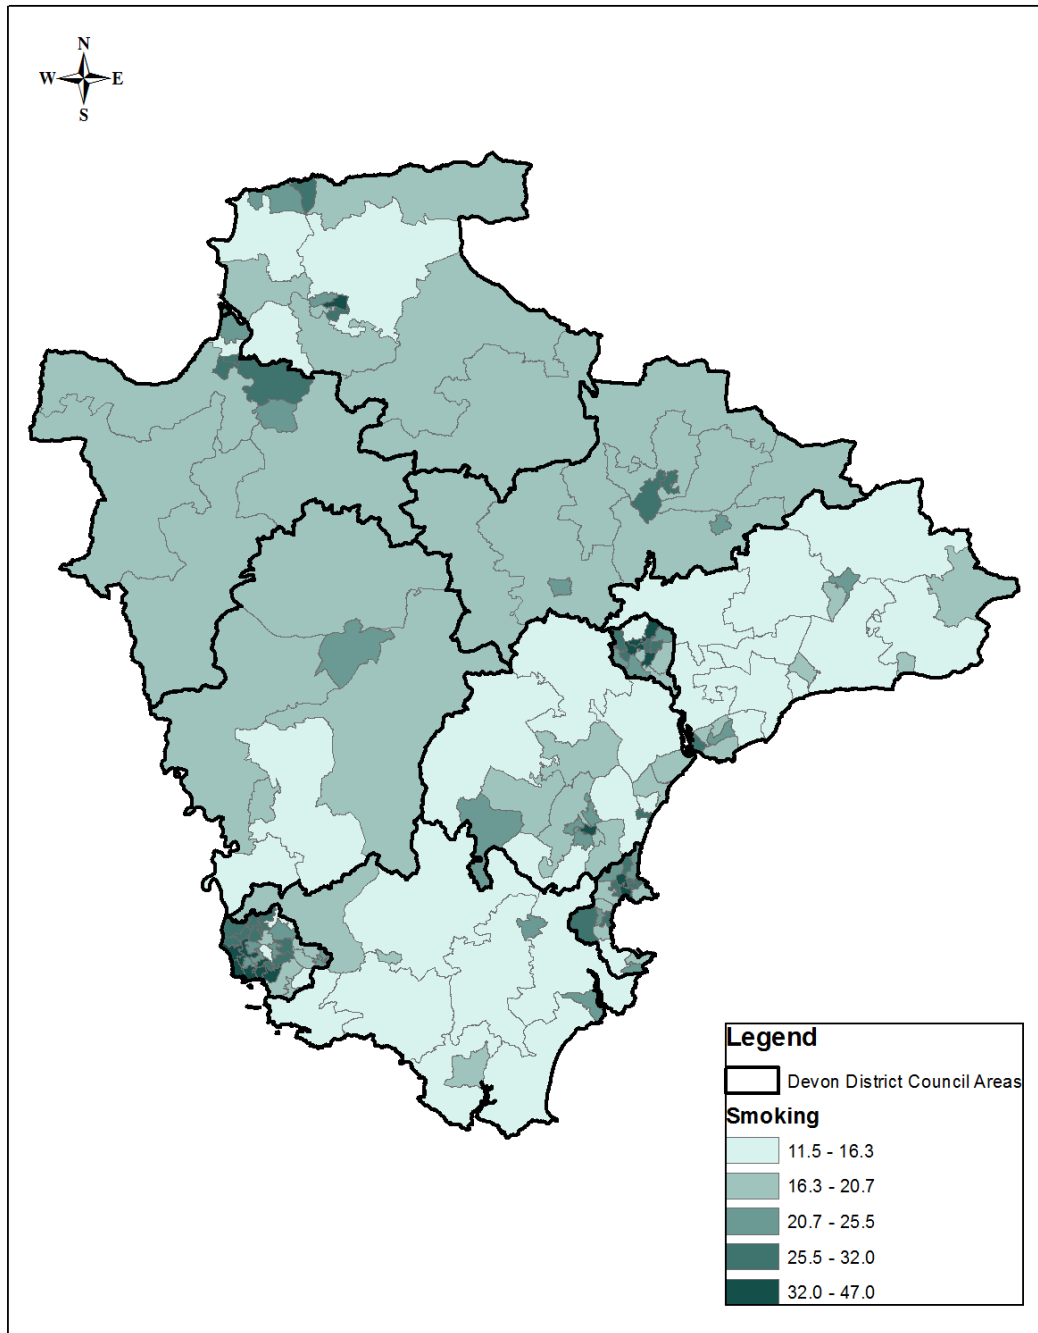 N
W E
S
Legend
Devon District Council Areas
Smoking
11.5 - 16.3
16.3 - 20.7
20.7 - 25.5
25.5 - 32.0
32.0 - 47.0